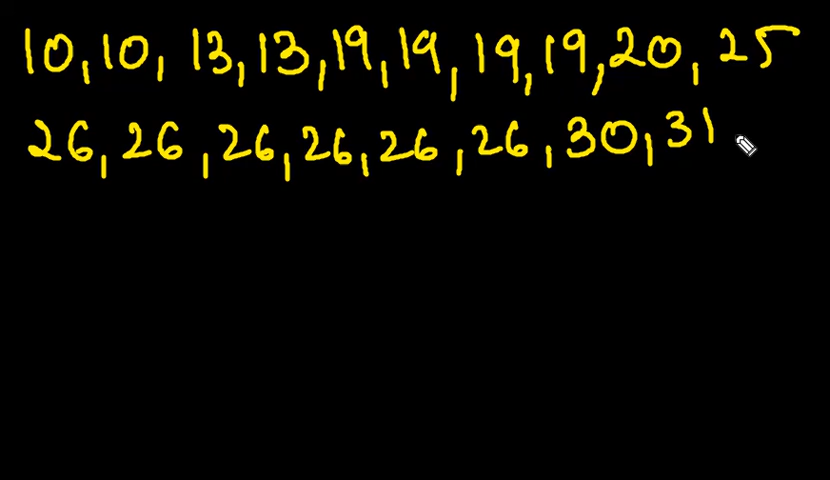 10, 10, 13, 13, 19, 19, 19, 19, 20, 25
26, 26, 26, 26, 26, 26, 30, 31